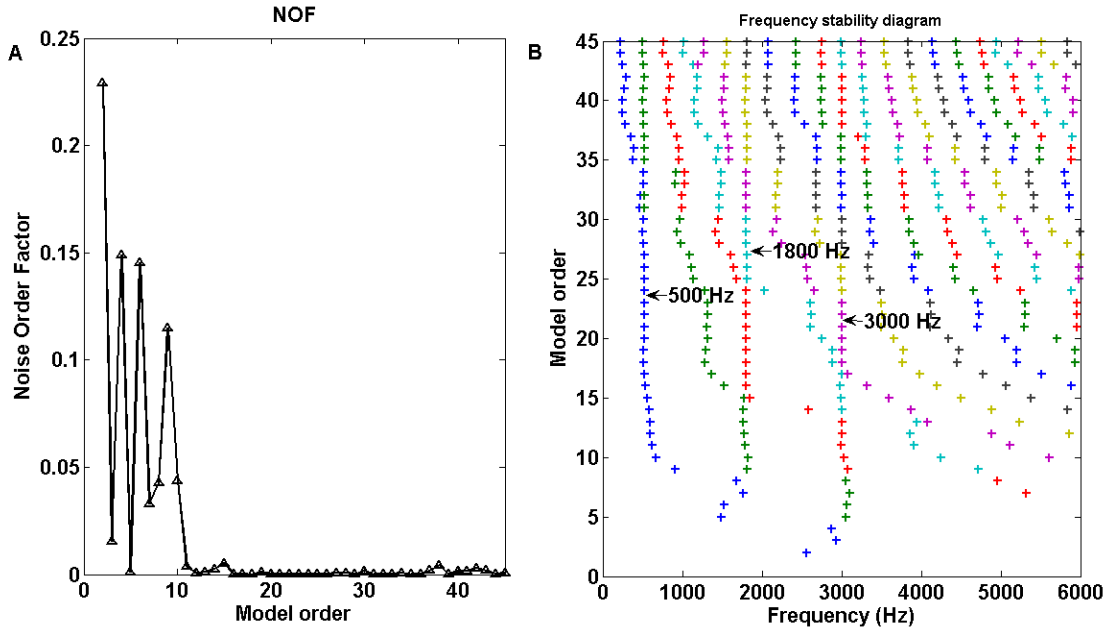 NOF
A
0.25
0.2
0.15
0.1
0.05
0
Noise Order Factor
0
10
20
30
40
Model order
Frequency stability diagram
B
45
40
35
30
25
20
15
10
5
0
Model order
1800 Hz
500 Hz
3000 Hz
0
1000
2000
3000
4000
5000
6000
Frequency (Hz)